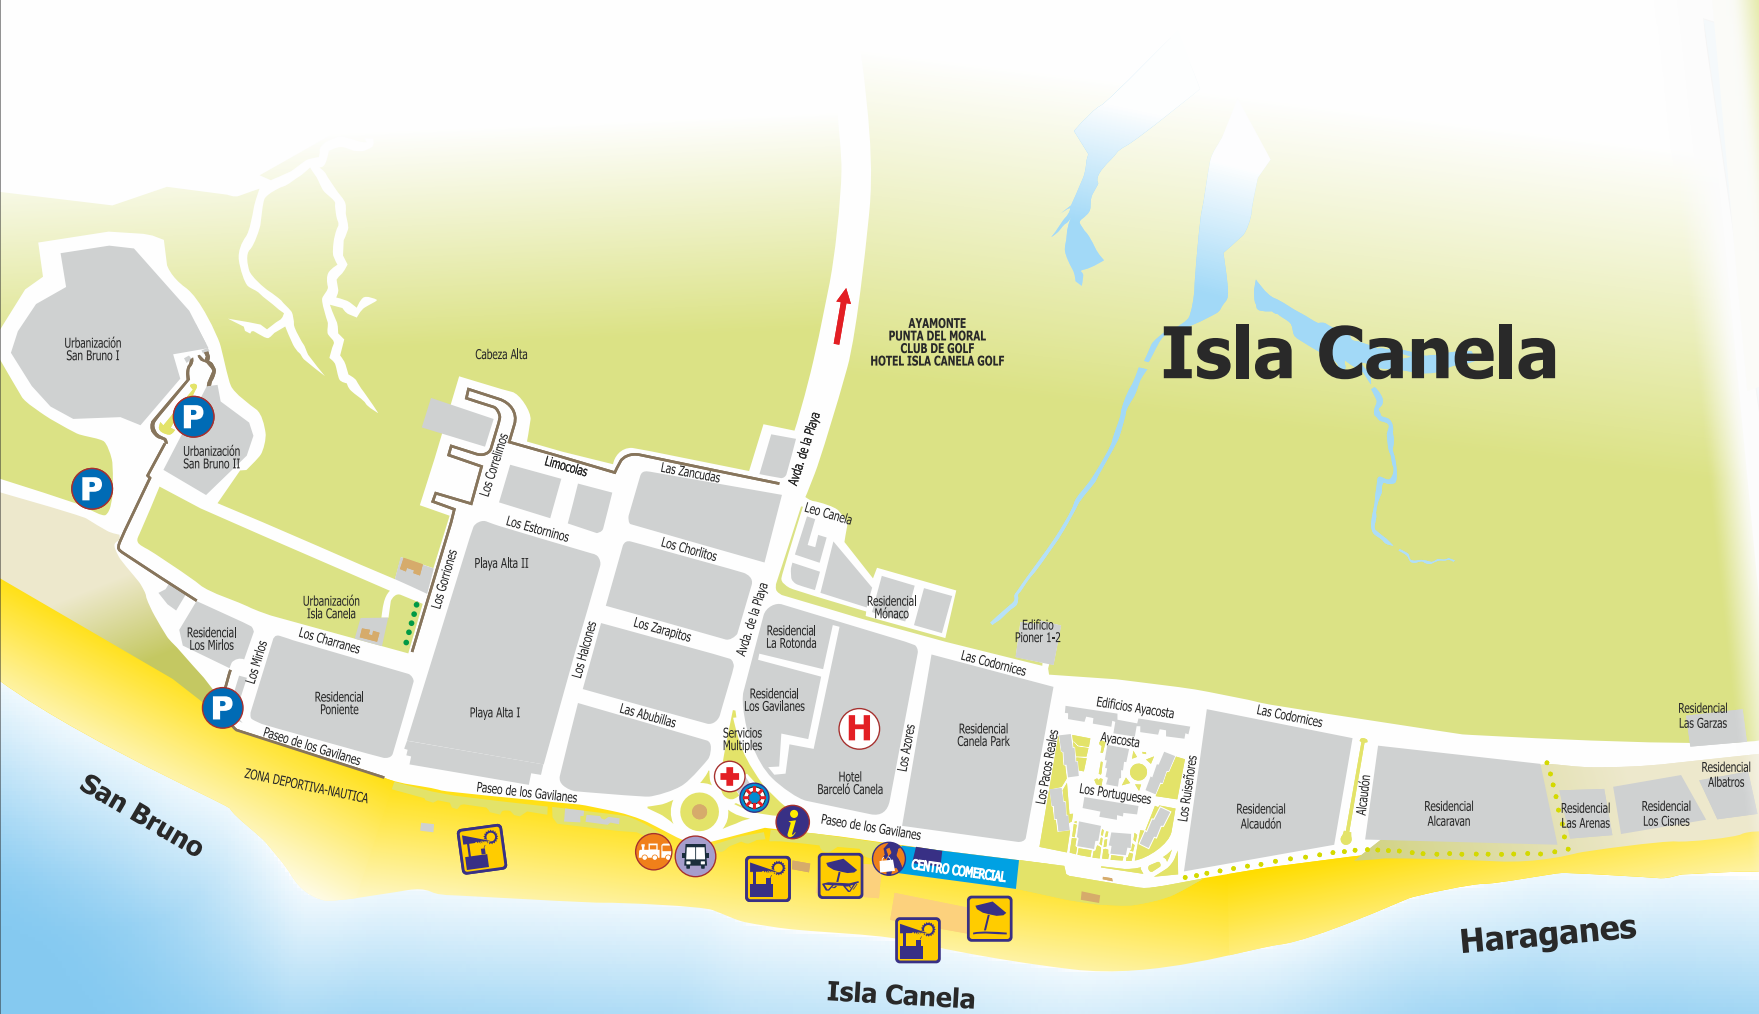 Isla Canela
AYAMONTE
PUNTA DEL MORAL
CLUB DE GOLF
HOTEL ISLA CANELA GOLF
Urbanización
San Bruno I
Cabeza Alta
P
Urbanización
San Bruno II
P
Avda. de la Playa
Los Correlimos
Limocolas
Las Zancudas
Leo Canela
Los Estorninos
Los Chorlitos
Playa Alta II
Los Gorriones
Urbanización
Isla Canela
Residencial
Mónaco
Avda. de la Playa
Edificio
Pioner 1-2
Residencial
Los Mirlos
Los Charranes
Los Mirlos
Los Halcones
Los Zarapitos
Residencial
La Rotonda
Las Codornices
Residencial
Poniente
Playa Alta I
Las Abubillas
Residencial
Los Gavilanes
Servicios
Multiples
H
Los Azores
Residencial
Canela Park
Edificios Ayacosta
Ayacosta
Las Codornices
Residencial
Las Garzas
P
Paseo de los Gavilanes
ZONA DEPORTIVA-NAUTICA
Paseo de los Gavilanes
Hotel
Barceló Canela
Los Pacos Reales
Los Portugueses
Los Ruiseñores
Residencial
Alcaudón
Alcaudón
Residencial
Alcaravan
Residencial
Las Arenas
Residencial
Los Cisnes
Residencial
Albatros
i
Paseo de los Gavilanes
CENTRO COMERCIAL
San Bruno
Isla Canela
Haraganes